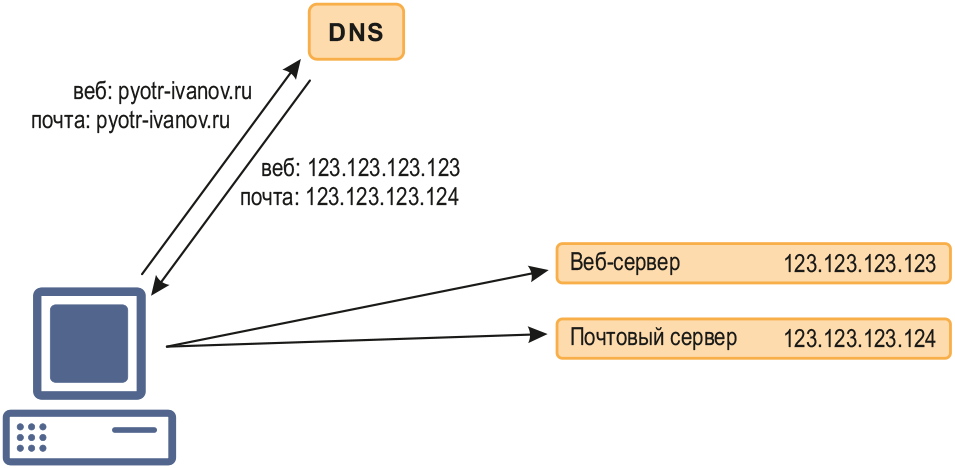 DNS
веб: pyotr-ivanov.ru
почта: pyotr-ivanov.ru
веб: 123.123.123.123
почта: 123.123.123.124
Веб-сервер 123.123.123.123
Почтовый сервер 123.123.123.124